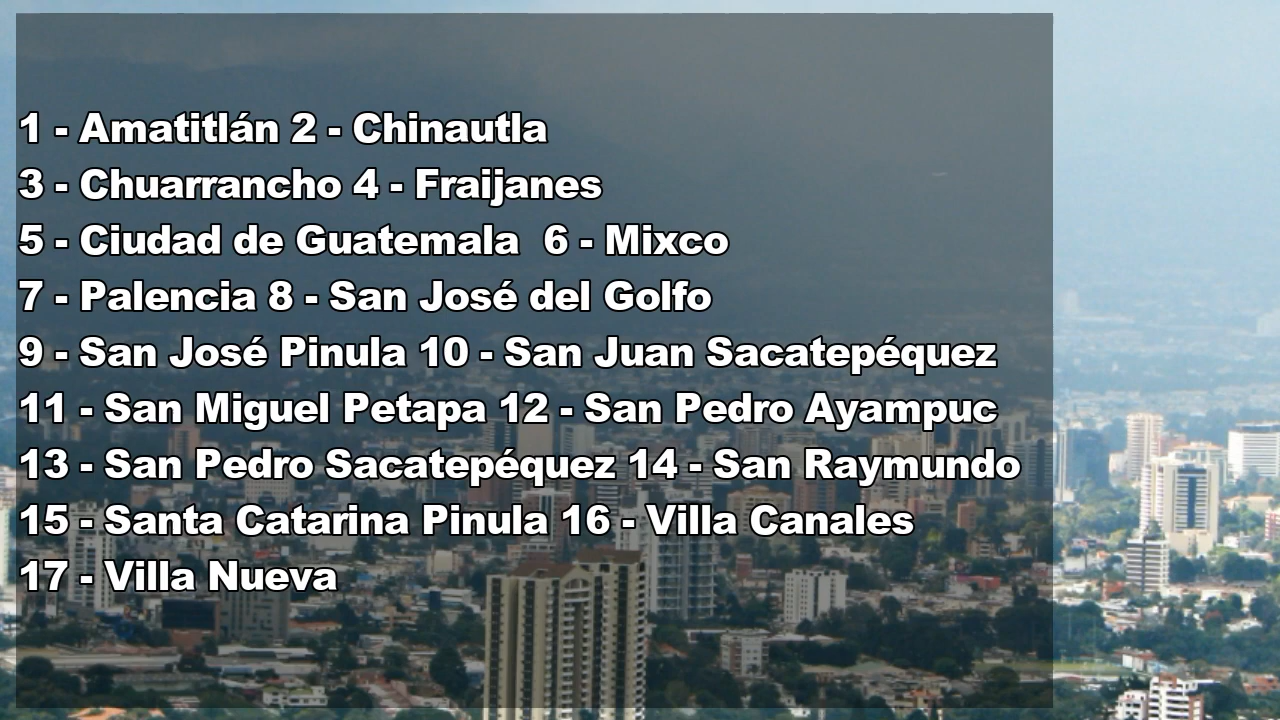 1 - Amatitlán 2 - Chinautla
3 - Chuarrancho 4 - Fraijanes
5 - Ciudad de Guatemala  6 - Mixco
7 - Palencia 8 - San José del Golfo
9 - San José Pinula 10 - San Juan Sacatepéquez
11 - San Miguel Petapa 12 - San Pedro Ayampuc
13 - San Pedro Sacatepéquez 14 - San Raymundo
15 - Santa Catarina Pinula 16 - Villa Canales
17 - Villa Nueva